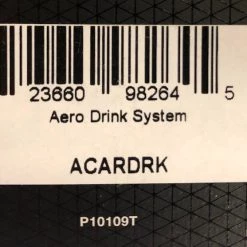 23660 98264 5
Aero Drink System
ACARDRK
P10109T